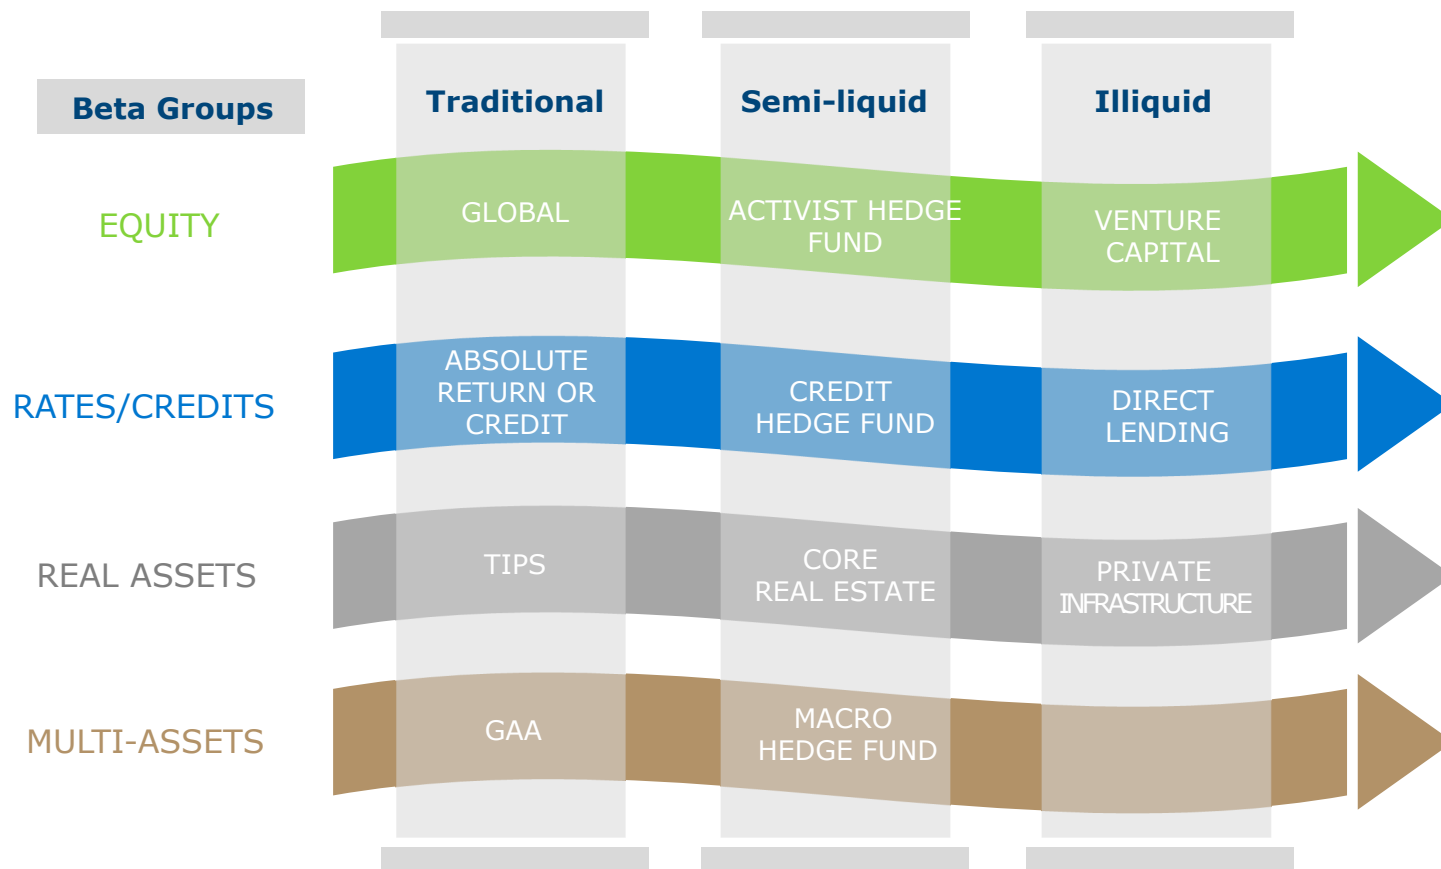 Beta Groups
Traditional
Semi-liquid
Illiquid
EQUITY
GLOBAL
ACTIVIST HEDGE
FUND
VENTURE
CAPITAL
RATES/CREDITS
ABSOLUTE
RETURN OR
CREDIT
CREDIT
HEDGE FUND
DIRECT
LENDING
REAL ASSETS
TIPS
CORE
REAL ESTATE
PRIVATE
INFRASTRUCTURE
MULTI-ASSETS
GAA
MACRO
HEDGE FUND